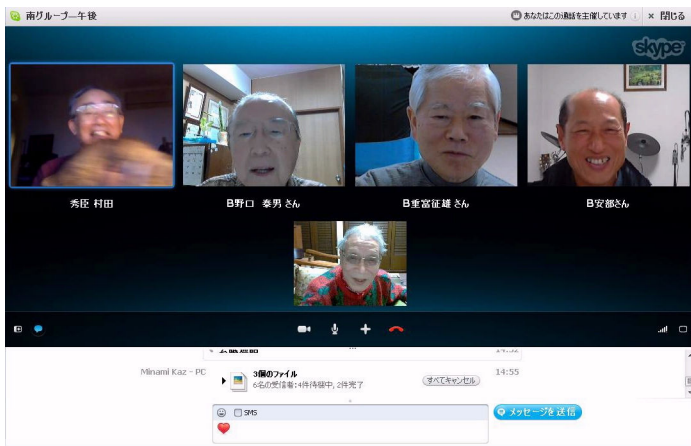 南グループ—午後
あなたはこの通話を主催しています
× 閉じる
skype
秀臣 村田
B野口 泰男 さん
B重富征雄 さん
B安部さん
Minami Kaz - PC
3個のファイル
6名の受信者:4件待機中, 2件完了
すべてキャンセル
14:55
SMS
メッセージを送信